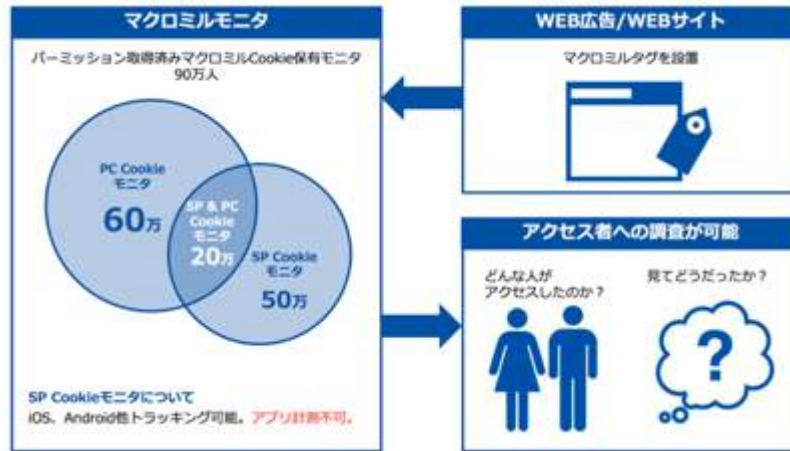 マクロミルモニタ
パーミッション取得済みマクロミルCookie保有モニタ
90万人
PC Cookie
モニタ
60万
SP & PC
Cookie
モニタ
20万
SP Cookie
モニタ
50万
SP Cookieモニタについて
iOS、Android他トラッキング可能。アプリ計測不可。
WEB広告/WEBサイト
マクロミルタグを設置
アクセス者への調査が可能
どんな人が
アクセスしたのか？
見てどうだったか？
?